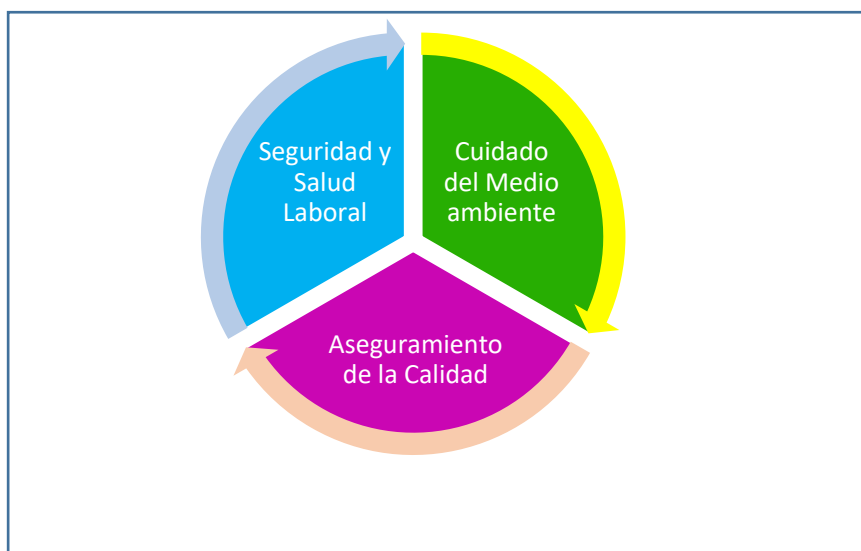 Seguridad y
Salud
Laboral
Cuidado
del Medio
ambiente
Aseguramiento
de la Calidad